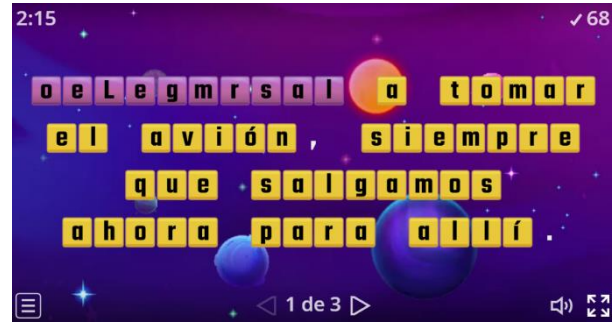 2:15 ✓68
oeLegmrsal a tomar
el avión, siempre
que salgamos
ahora para allí.
1 de 3